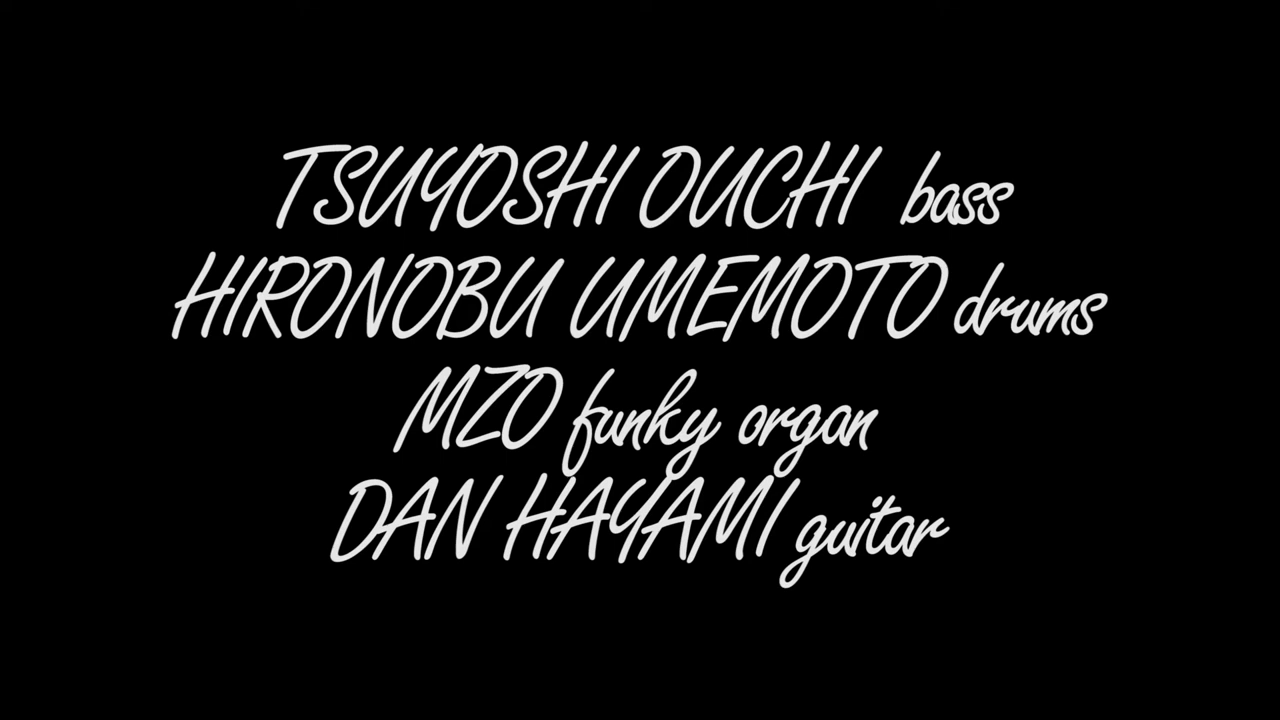 TSUYOSHI OUCHI bass
HIRONOBU UMEMOTO drums
MZO funky organ
DAN HAYAMI guitar